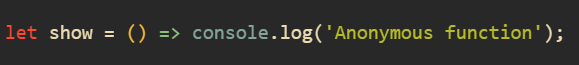 let show = () => console.log('Anonymous function');